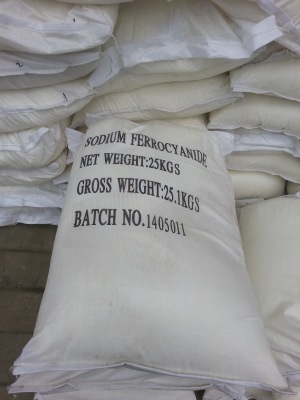 SODIUM FERROCYANIDE
NET WEIGHT:25KGS
GROSS WEIGHT:25.1KGS
BATCH NO.1405011